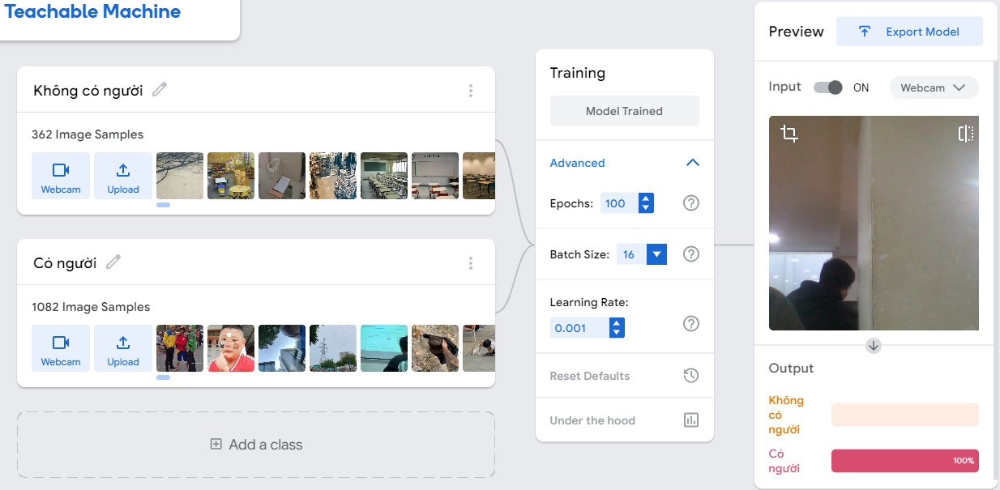 Teachable Machine
Không có người
362 Image Samples
Webcam
Upload
Có người
1082 Image Samples
Webcam
Upload
Add a class
Training
Model Trained
Advanced
Epochs: 100
Batch Size: 16
Learning Rate:
0.001
Reset Defaults
Under the hood
Preview
Export Model
Input
ON
Webcam
Output
Không
có
người
Có
người
100%